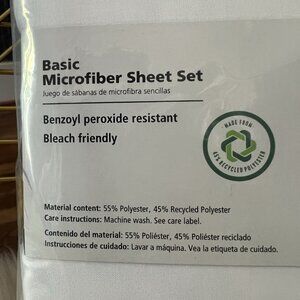 Basic
Microfiber Sheet Set
Juego de sábanas de microfibra sencillas
Benzoyl peroxide resistant
Bleach friendly
MADE FROM
45% RECYCLED POLYESTER
Material content: 55% Polyester, 45% Recycled Polyester
Care instructions: Machine wash. See care label.
Contenido del material: 55% Poliéster, 45% Poliéster reciclado
Instrucciones de cuidado: Lavar a máquina. Vea la etiqueta de cuidado.